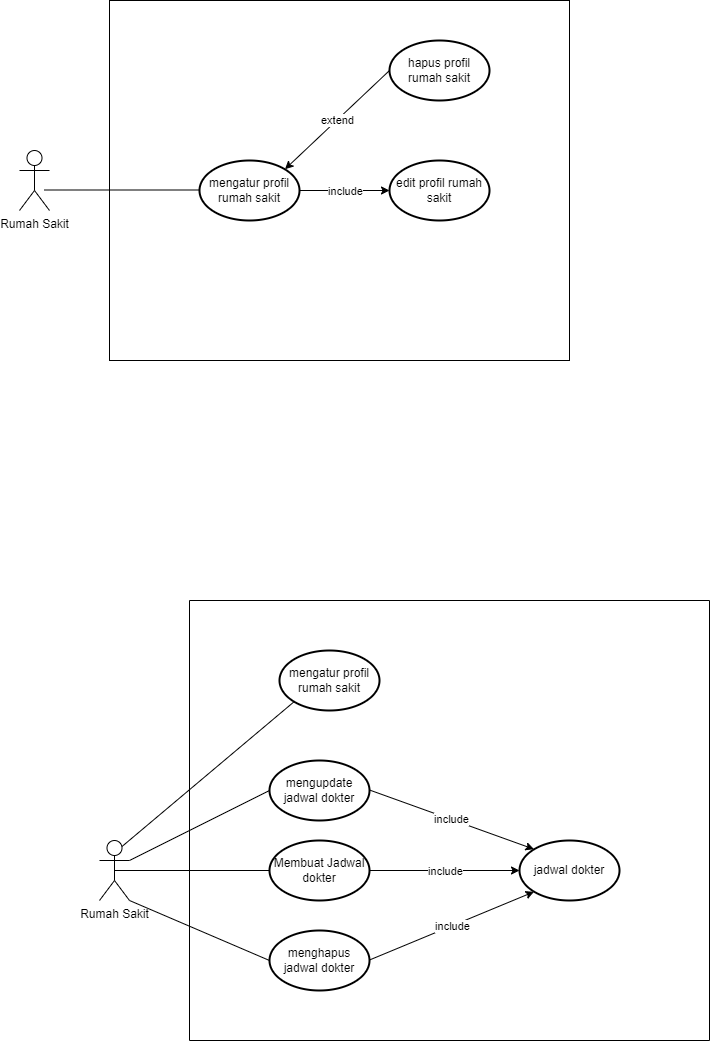 hapus profil
rumah sakit
extend
mengatur profil
rumah sakit
include
edit profil rumah
sakit
Rumah Sakit
mengatur profil
rumah sakit
mengupdate
jadwal dokter
include
Membuat Jadwal
dokter
include
jadwal dokter
Rumah Sakit
include
menghapus
jadwal dokter